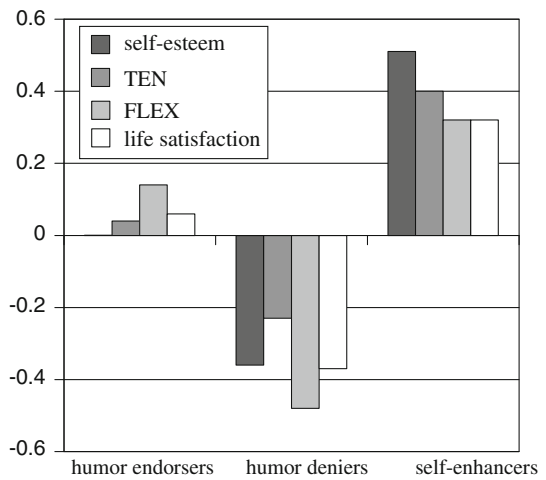 0.6
self-esteem
TEN
FLEX
life satisfaction
0.4
0.2
0
-0.2
-0.4
-0.6
humor endorsers humor deniers self-enhancers